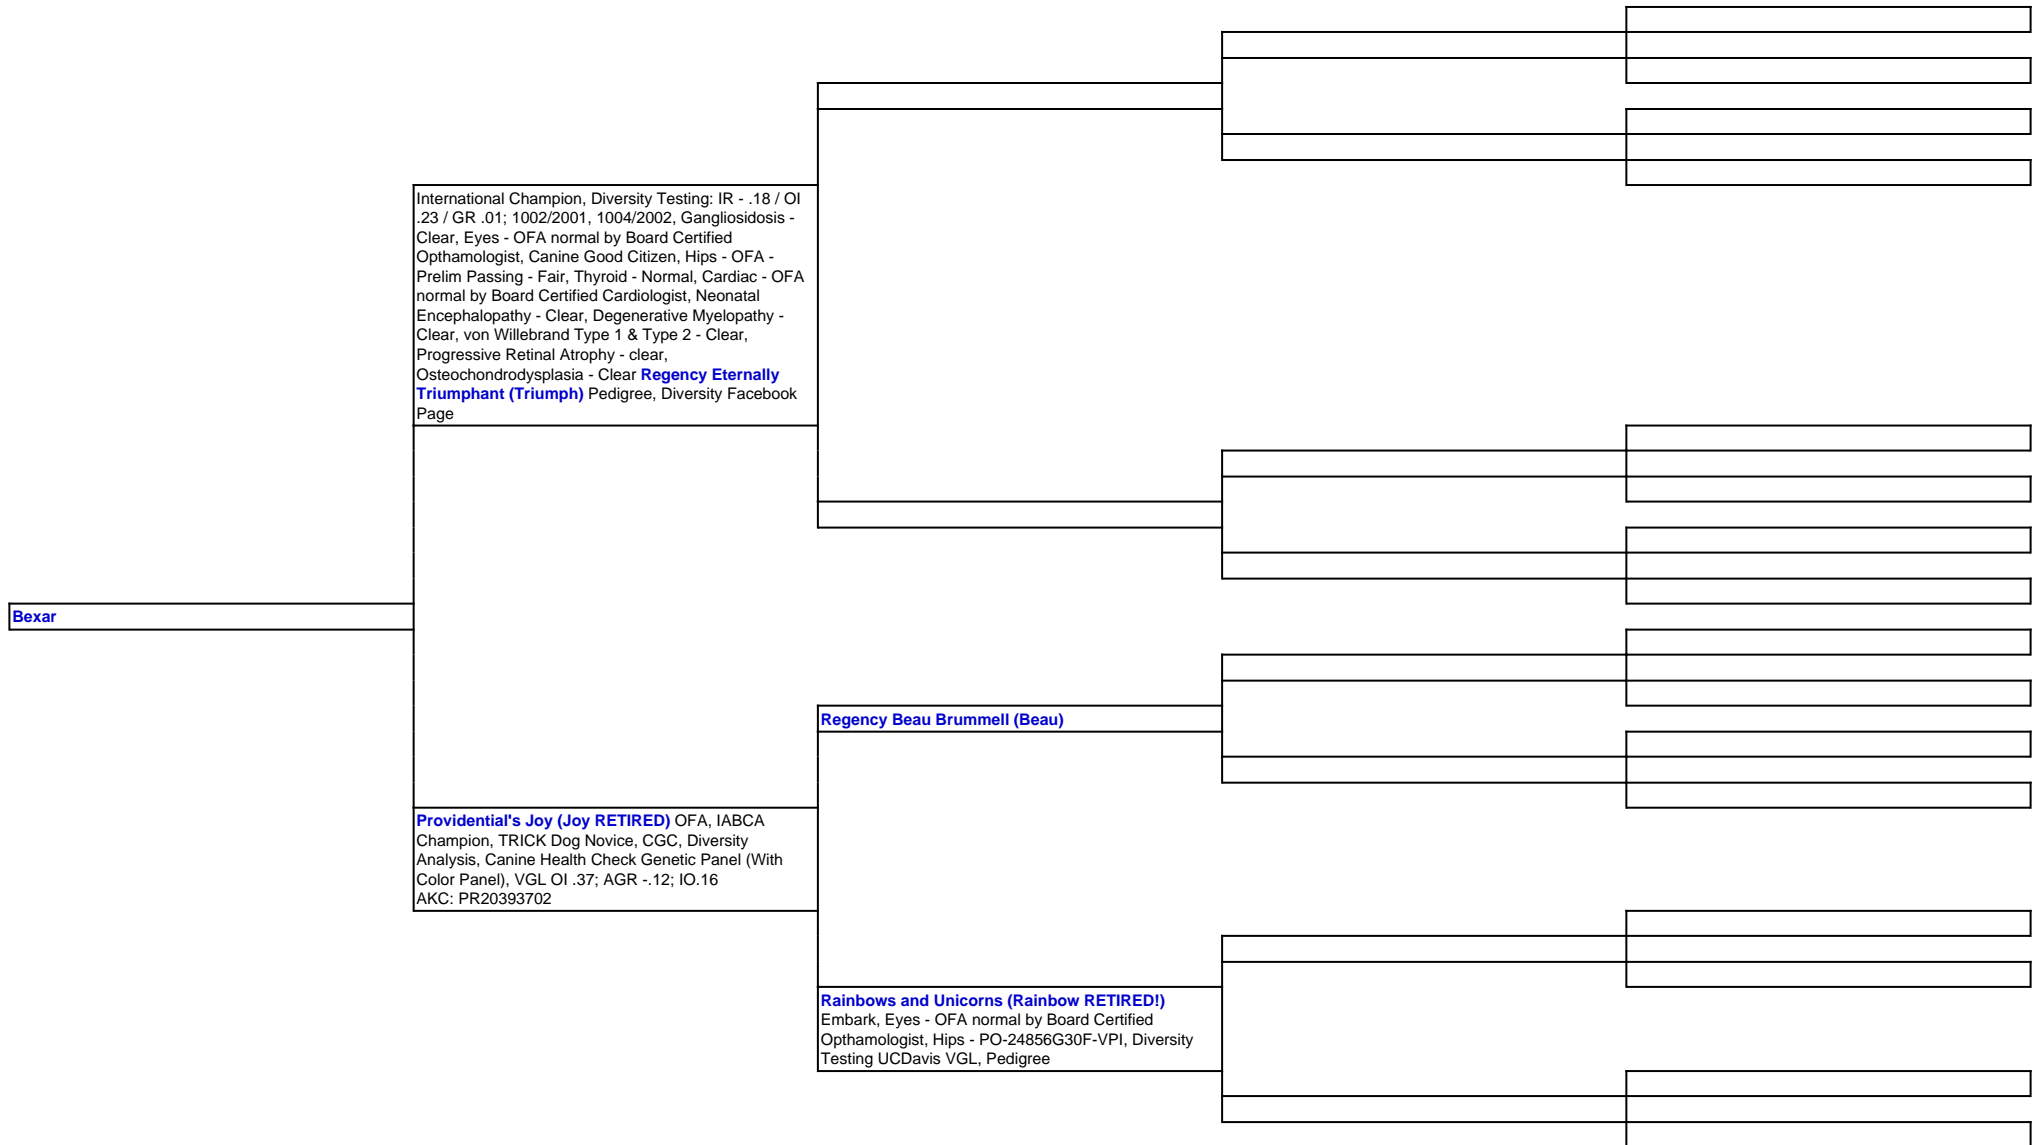 International Champion, Diversity Testing: IR - .18 / OI
.23 / GR .01; 1002/2001, 1004/2002, Gangliosidosis -
Clear, Eyes - OFA normal by Board Certified
Opthamologist, Canine Good Citizen, Hips - OFA -
Prelim Passing - Fair, Thyroid - Normal, Cardiac - OFA
normal by Board Certified Cardiologist, Neonatal
Encephalopathy - Clear, Degenerative Myelopathy -
Clear, von Willebrand Type 1 & Type 2 - Clear,
Progressive Retinal Atrophy - clear,
Osteochondrodysplasia - Clear Regency Eternally
Triumphant (Triumph) Pedigree, Diversity Facebook
Page
Bexar
Regency Beau Brummell (Beau)
Providential's Joy (Joy RETIRED) OFA, IABCA
Champion, TRICK Dog Novice, CGC, Diversity
Analysis, Canine Health Check Genetic Panel (With
Color Panel), VGL OI .37; AGR -.12; IO.16
AKC: PR20393702
Rainbows and Unicorns (Rainbow RETIRED!)
Embark, Eyes - OFA normal by Board Certified
Opthamologist, Hips - PO-24856G30F-VPI, Diversity
Testing UCDavis VGL, Pedigree